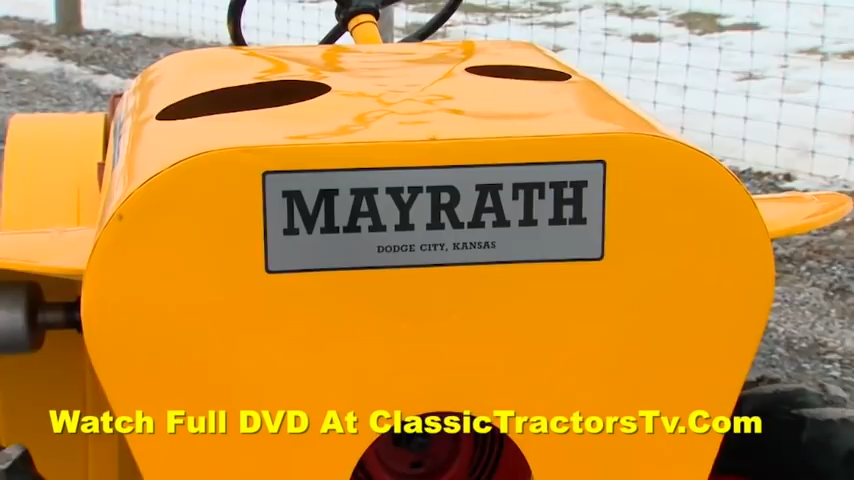 MAYRATH
DODGE CITY, KANSAS
Watch Full DVD At ClassicTractorsTv.Com